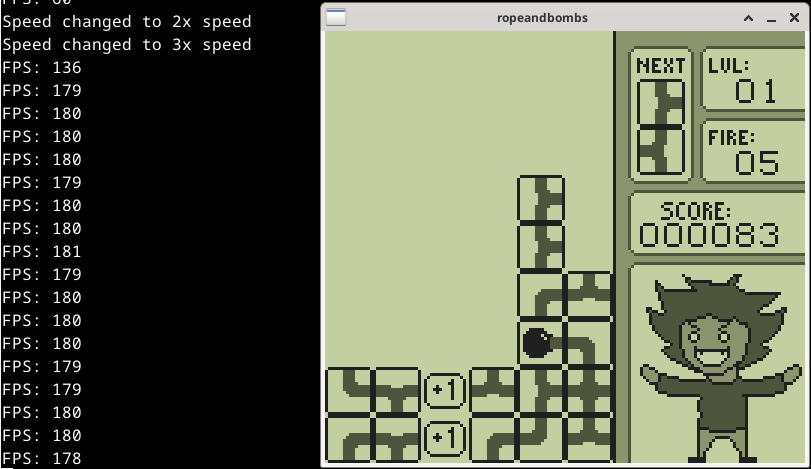 FPS: 60
Speed changed to 2x speed
Speed changed to 3x speed
FPS: 136
FPS: 179
FPS: 180
FPS: 180
FPS: 180
FPS: 179
FPS: 180
FPS: 180
FPS: 181
FPS: 179
FPS: 180
FPS: 180
FPS: 180
FPS: 179
FPS: 179
FPS: 180
FPS: 180
FPS: 178
ropeandbombs
NEXT
LVL:
01
FIRE:
05
SCORE:
000083
+1
+1